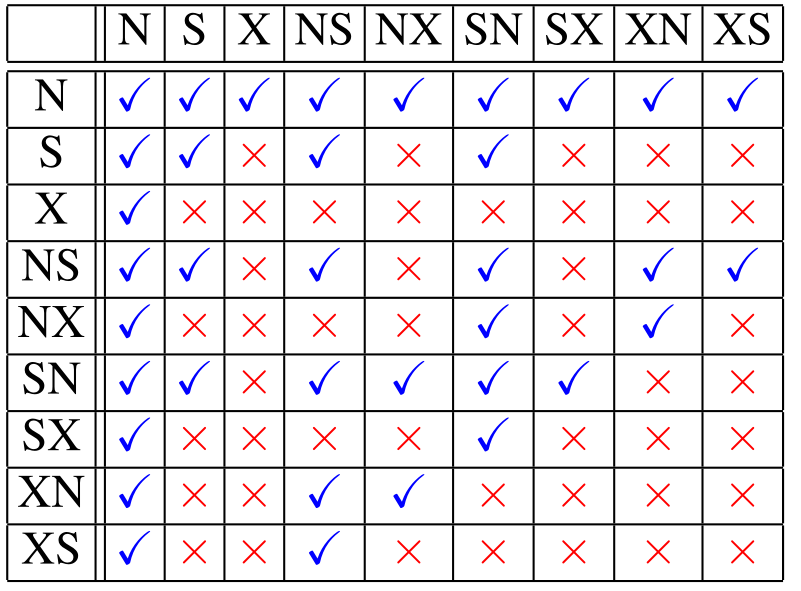 N S X NS NX SN SX XN XS
N ✓ ✓ ✓ ✓ ✓ ✓ ✓ ✓ ✓
S ✓ ✓ × ✓ × ✓ × × ×
X ✓ × × × × × × × ×
NS ✓ ✓ × ✓ × ✓ × ✓ ✓
NX ✓ × × × × ✓ × ✓ ×
SN ✓ ✓ × ✓ ✓ ✓ ✓ × ×
SX ✓ × × × × ✓ × × ×
XN ✓ × × ✓ ✓ × × × ×
XS ✓ × × ✓ × × × × ×